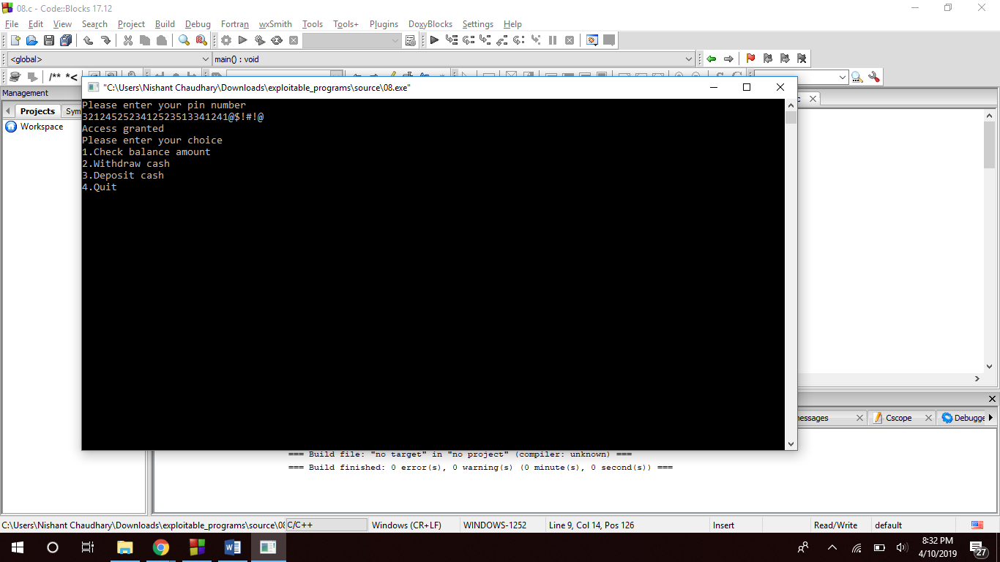 08.c - Code::Blocks 17.12
File Edit View Search Project Build Debug Fortran wxSmith Tools Tools+ Plugins DoxyBlocks Settings Help
<global> main() : void
/** *<
Management
"C:\Users\Nishant Chaudhary\Downloads\exploitable_programs\source\08.exe"
Projects Sym
Workspace
Please enter your pin number
3212452523412523513341241@$!#!@
Access granted
Please enter your choice
1.Check balance amount
2.Withdraw cash
3.Deposit cash
4.Quit
essages Cscope Debugge
=== Build file: "no target" in "no project" (compiler: unknown) ===
=== Build finished: 0 error(s), 0 warning(s) (0 minute(s), 0 second(s)) ===
C:\Users\Nishant Chaudhary\Downloads\exploitable_programs\source\08 C/C++ Windows (CR+LF) WINDOWS-1252 Line 9, Col 14, Pos 126 Insert Read/Write default
8:32 PM
4/10/2019
27